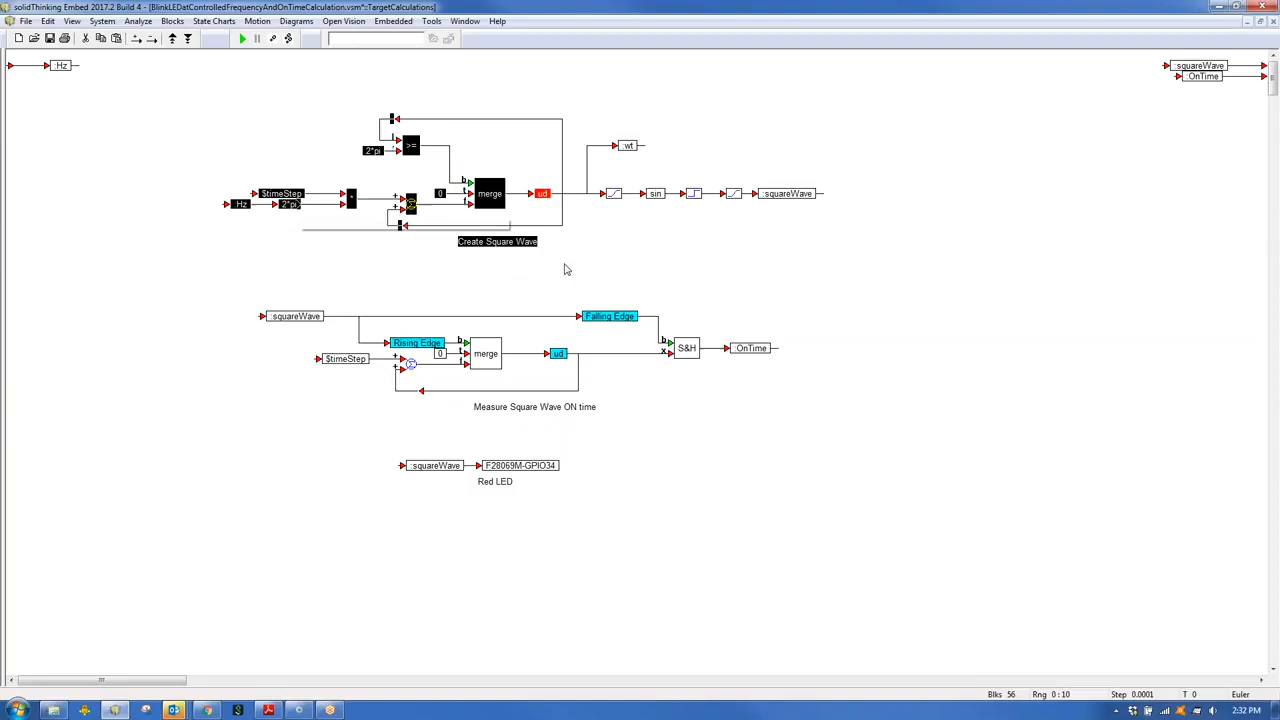 solidThinking Embed 2017.2 Build 4 - [BlinkLEDatControlledFrequencyAndOnTimeCalculation.vsm*::TargetCalculations]
File Edit View System Analyze Blocks State Charts Motion Diagrams Open Vision Embedded Tools Window Help
:Hz
:squareWave
:OnTime
2*pi
>=
l
r
:wt
b
t
f
0
merge
ud
$timeStep
*
+
+
:Hz
2*pi
sin
:squareWave
Create Square Wave
:squareWave
Falling Edge
Rising Edge
b
t
f
0
merge
ud
b
x
S&H
:OnTime
$timeStep
+
+
Measure Square Wave ON time
:squareWave
F28069M-GPIO34
Red LED
Blks 56 Rng 0 : 10 Step 0.0001 T 0 Euler
2:32 PM